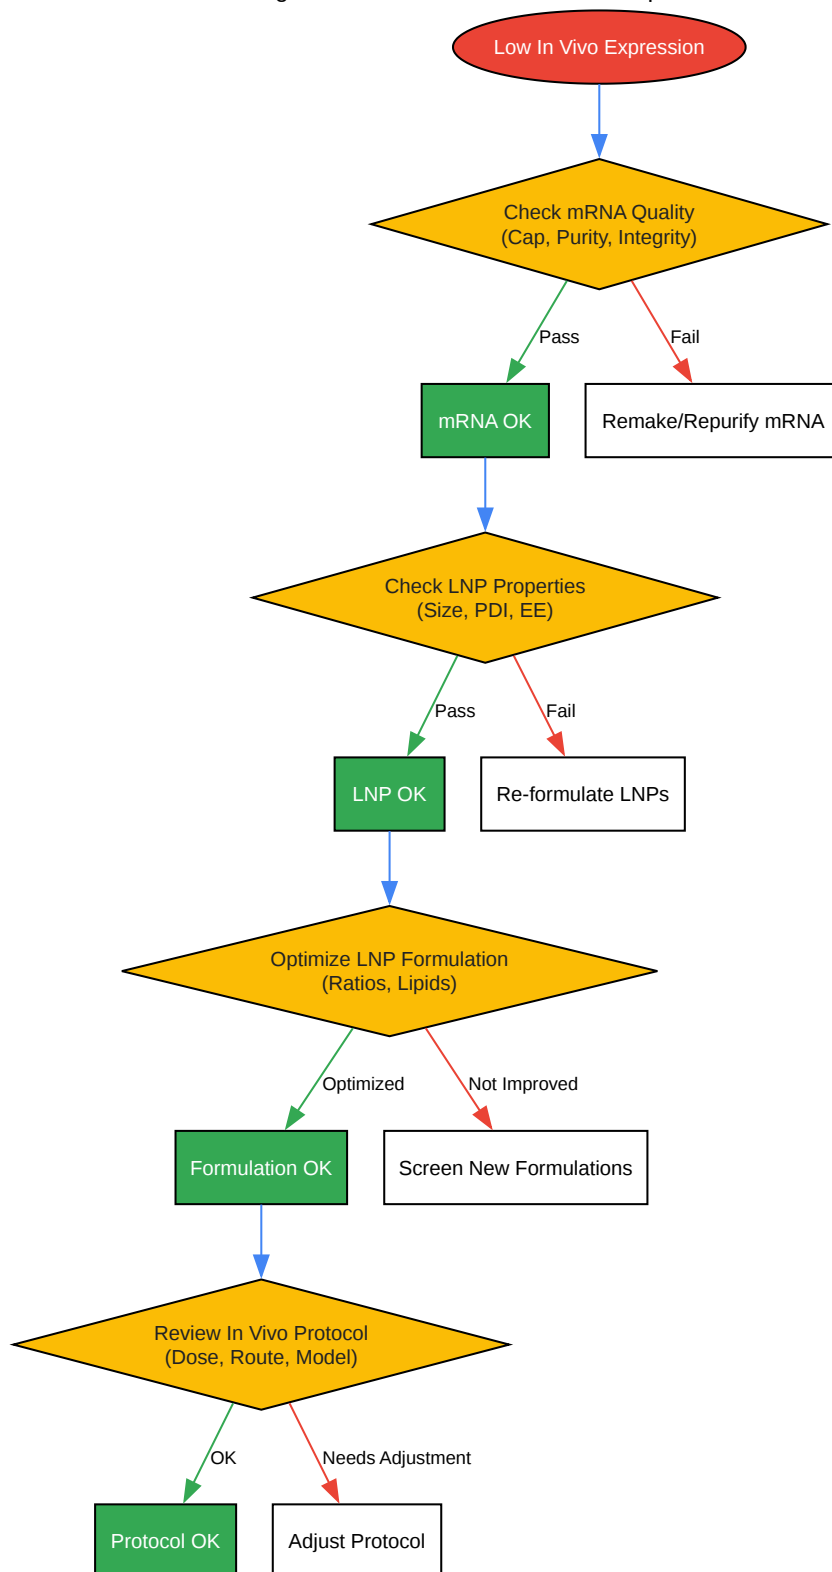 Low In Vivo Expression
Check mRNA Quality
(Cap, Purity, Integrity)
Pass
Fail
mRNA OK
Remake/Repurify mRNA
Check LNP Properties
(Size, PDI, EE)
Pass
Fail
LNP OK
Re-formulate LNPs
Optimize LNP Formulation
(Ratios, Lipids)
Optimized
Not Improved
Formulation OK
Screen New Formulations
Review In Vivo Protocol
(Dose, Route, Model)
OK
Needs Adjustment
Protocol OK
Adjust Protocol